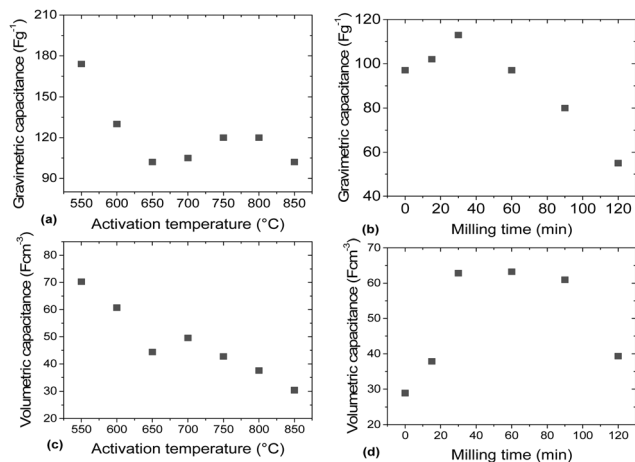 210
180
150
120
90
Gravimetric capacitance (Fg-1)
550 600 650 700 750 800 850
(a)
Activation temperature (°C)
120
100
80
60
40
Gravimetric capacitance (Fg-1)
0 20 40 60 80 100 120
(b)
Milling time (min)
80
70
60
50
40
30
20
Volumetric capacitance (Fcm-3)
550 600 650 700 750 800 850
(c)
Activation temperature (°C)
70
60
50
40
30
20
Volumetric capacitance (Fcm-3)
0 20 40 60 80 100 120
(d)
Milling time (min)